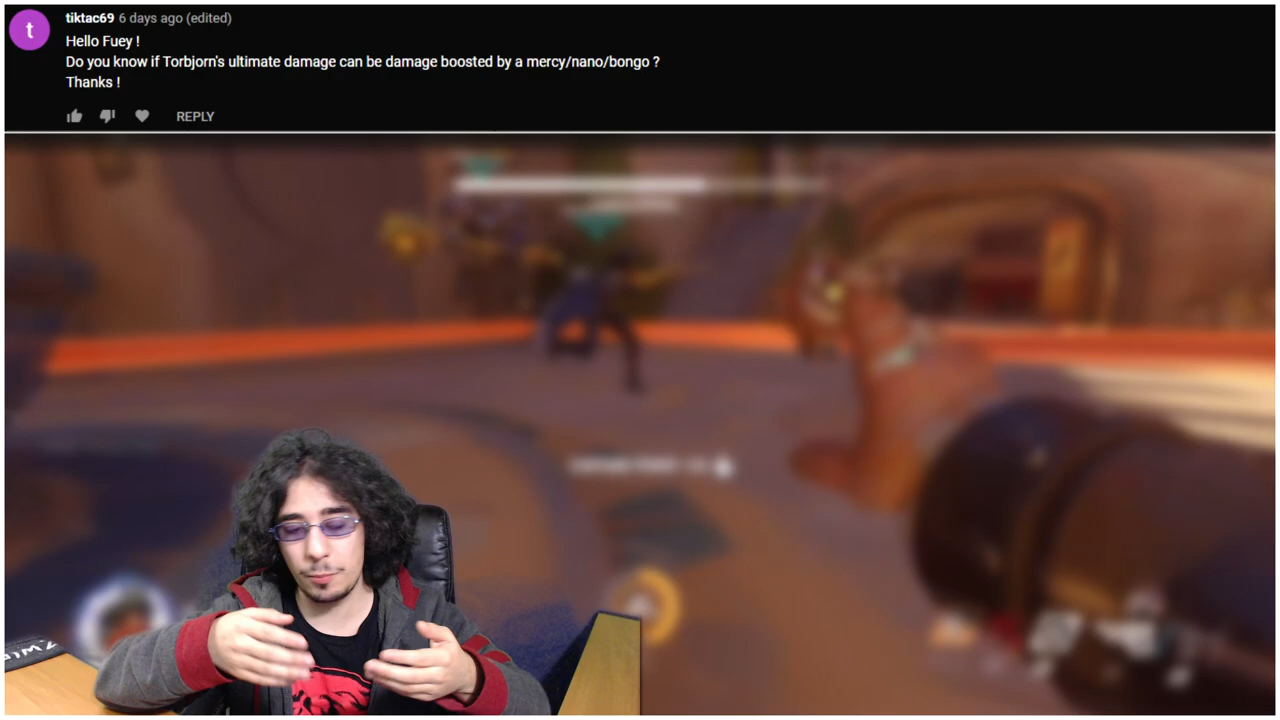 t
tiktac69 6 days ago (edited)
Hello Fuey !
Do you know if Torbjorn's ultimate damage can be damage boosted by a mercy/nano/bongo ?
Thanks !
REPLY